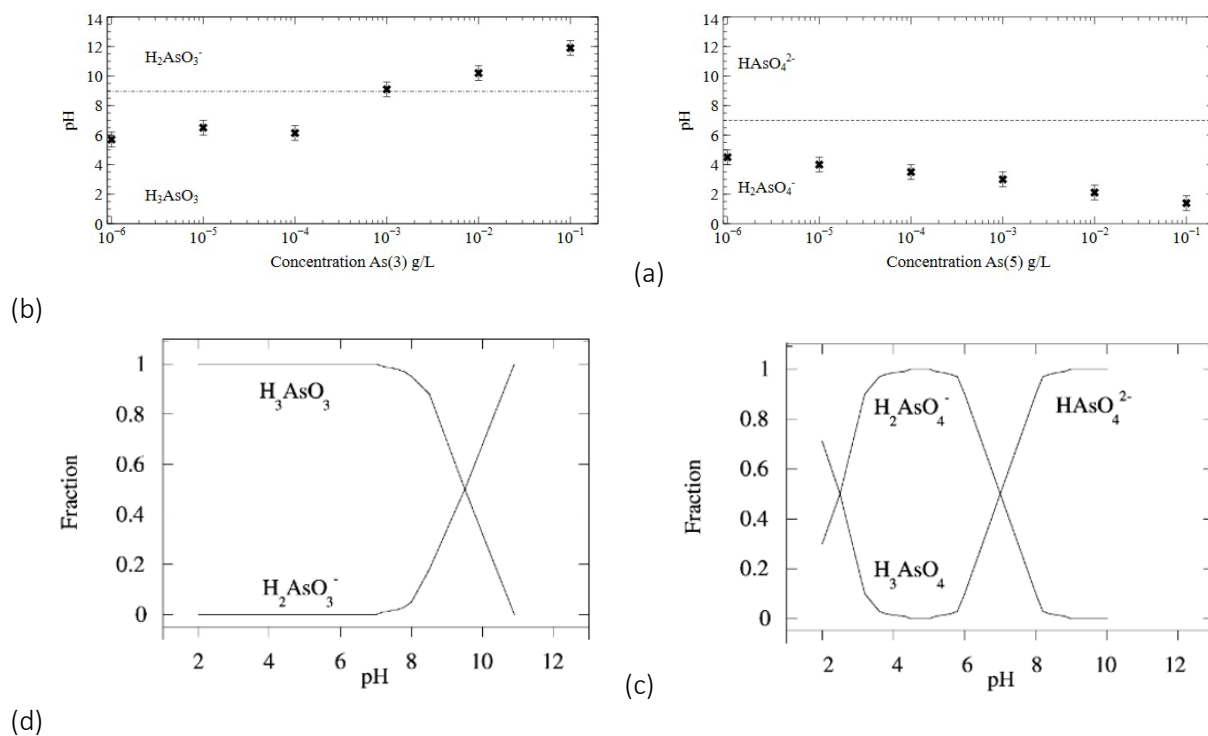 14
12
10
8
6
4
2
0
pH
H₂AsO₃⁻
H₃AsO₃
10⁻⁶ 10⁻⁵ 10⁻⁴ 10⁻³ 10⁻² 10⁻¹
Concentration As(3) g/L
(b)
14
12
10
8
6
4
2
0
pH
HAsO₄²⁻
H₂AsO₄⁻
10⁻⁶ 10⁻⁵ 10⁻⁴ 10⁻³ 10⁻² 10⁻¹
Concentration As(5) g/L
(a)
1
0.8
0.6
0.4
0.2
0
Fraction
H₃AsO₃
H₂AsO₃⁻
2 4 6 8 10 12
pH
(d)
1
0.8
0.6
0.4
0.2
0
Fraction
H₂AsO₄⁻ HAsO₄²⁻
H₃AsO₄
2 4 6 8 10 12
pH
(c)